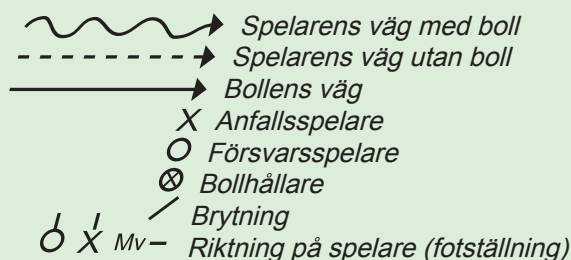 Spelarens väg med boll
Spelarens väg utan boll
Bollens väg
X Anfallsspelare
O Försvarsspelare
⊗ Bollhållare
Brytning
O X Mv – Riktning på spelare (fotställning)